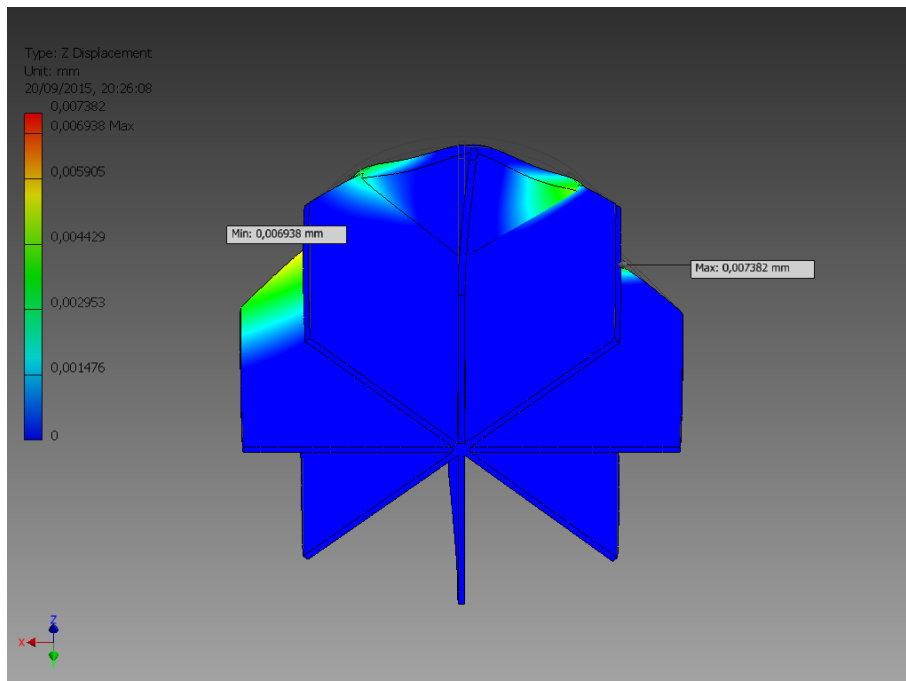 Type: Z Displacement
Unit: mm
20/09/2015, 20:26:08
0,007382
0,006938 Max
0,005905
0,004429
0,002953
0,001476
0
Min: 0,006938 mm
Max: 0,007382 mm
Z
X